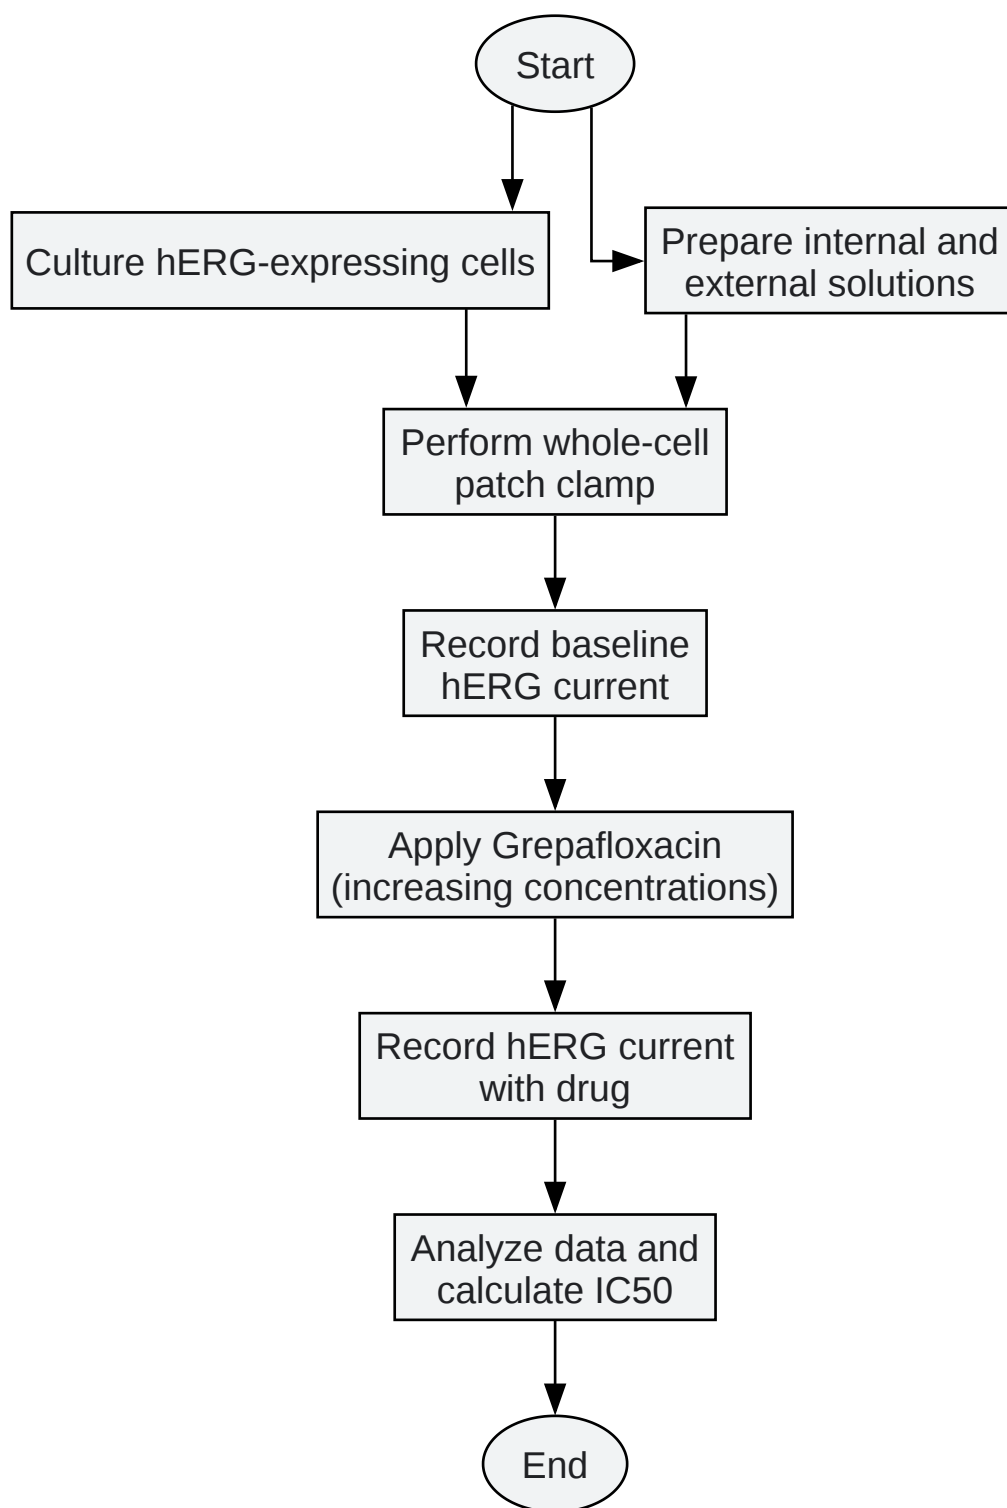 Start
Culture hERG-expressing cells
Prepare internal and
external solutions
Perform whole-cell
patch clamp
Record baseline
hERG current
Apply Grepafloxacin
(increasing concentrations)
Record hERG current
with drug
Analyze data and
calculate IC50
End